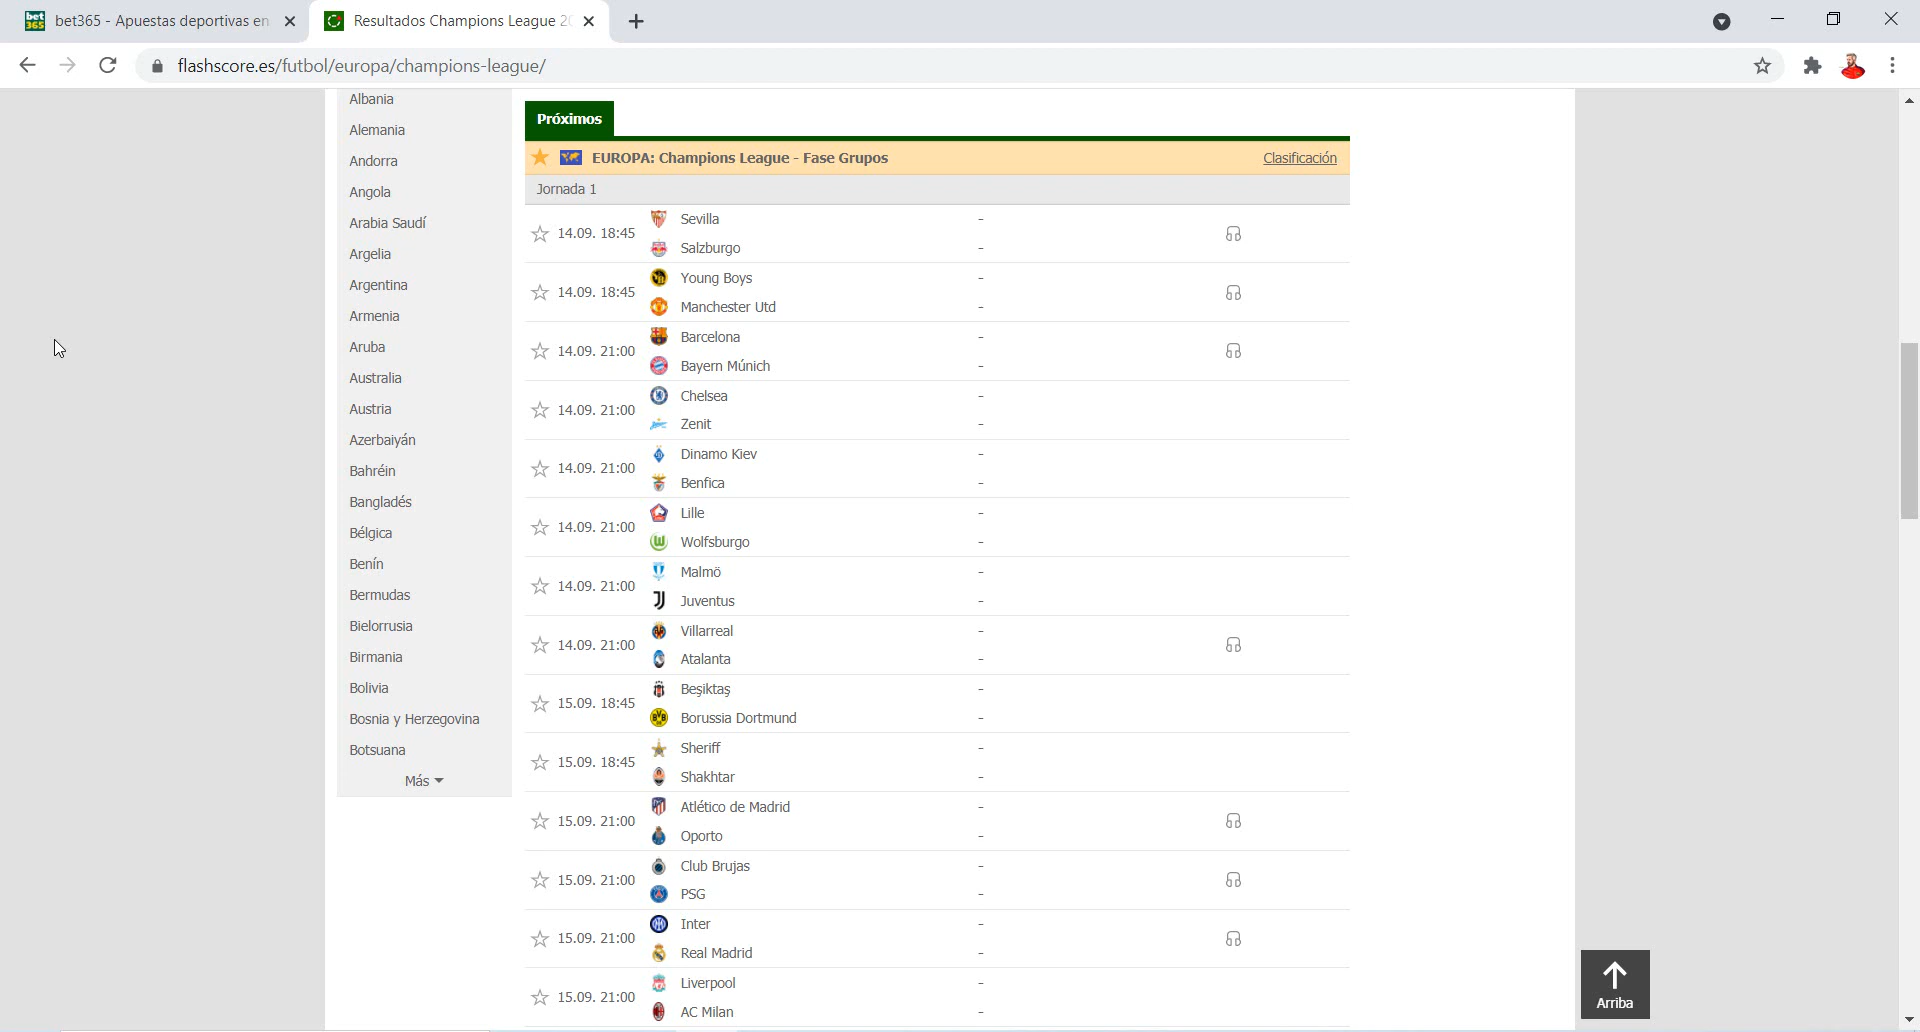 bet365 - Apuestas deportivas en
Resultados Champions League 20
flashscore.es/futbol/europa/champions-league/
Albania
Alemania
Andorra
Angola
Arabia Saudí
Argelia
Argentina
Armenia
Aruba
Australia
Austria
Azerbaiyán
Bahréin
Bangladés
Bélgica
Benín
Bermudas
Bielorrusia
Birmania
Bolivia
Bosnia y Herzegovina
Botsuana
Más
Próximos
EUROPA: Champions League - Fase Grupos Clasificación
Jornada 1
14.09. 18:45
Sevilla -
Salzburgo -
14.09. 18:45
Young Boys -
Manchester Utd -
14.09. 21:00
Barcelona -
Bayern Múnich -
14.09. 21:00
Chelsea -
Zenit -
14.09. 21:00
Dinamo Kiev -
Benfica -
14.09. 21:00
Lille -
Wolfsburgo -
14.09. 21:00
Malmö -
Juventus -
14.09. 21:00
Villarreal -
Atalanta -
15.09. 18:45
Beşiktaş -
Borussia Dortmund -
15.09. 18:45
Sheriff -
Shakhtar -
15.09. 21:00
Atlético de Madrid -
Oporto -
15.09. 21:00
Club Brujas -
PSG -
15.09. 21:00
Inter -
Real Madrid -
15.09. 21:00
Liverpool -
AC Milan -
Arriba